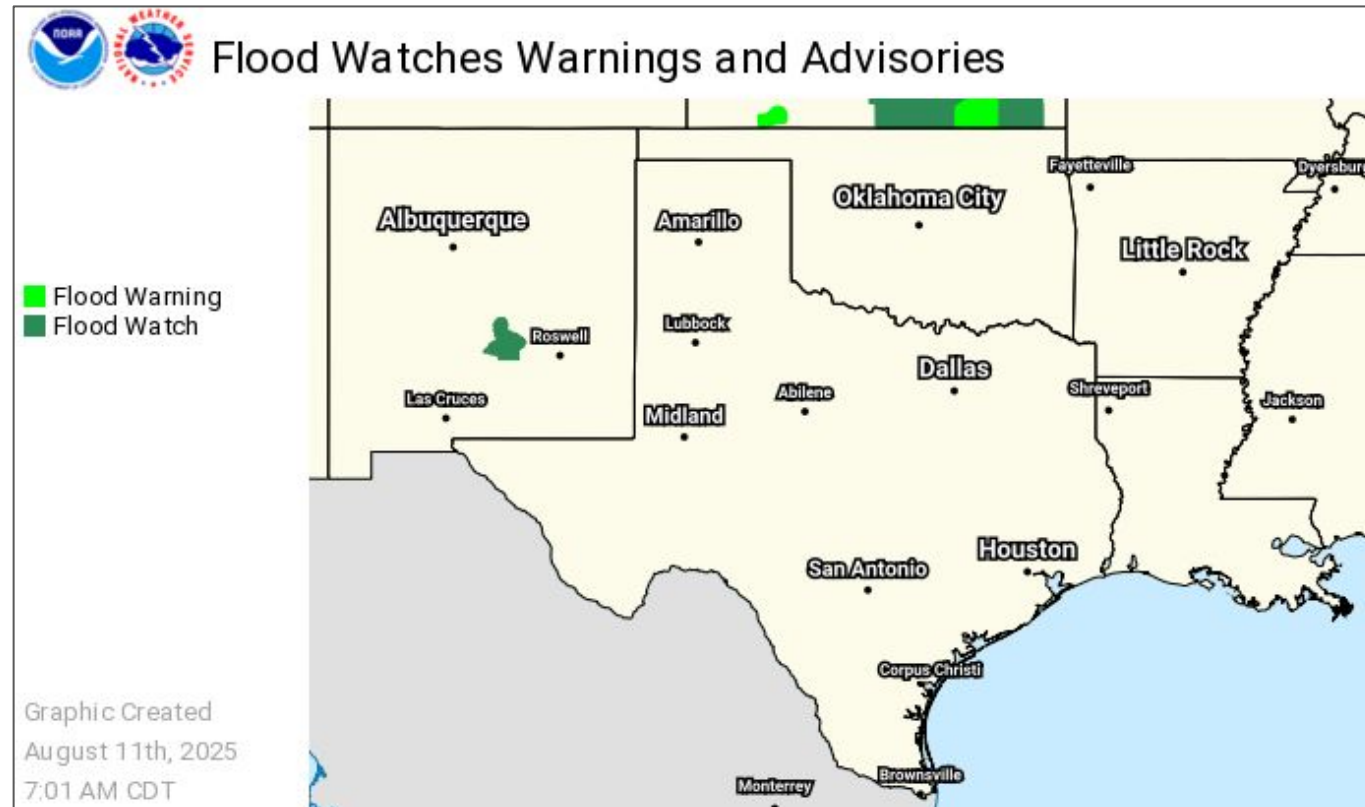 NOAA
Flood Watches Warnings and Advisories
Flood Warning
Flood Watch
Fayetteville
Dyersburg
Albuquerque
Amarillo
Oklahoma City
Little Rock
Roswell
Lubbock
Las Cruces
Midland
Abilene
Dallas
Shreveport
Jackson
San Antonio
Houston
Corpus Christi
Brownsville
Monterrey
Graphic Created
August 11th, 2025
7:01 AM CDT